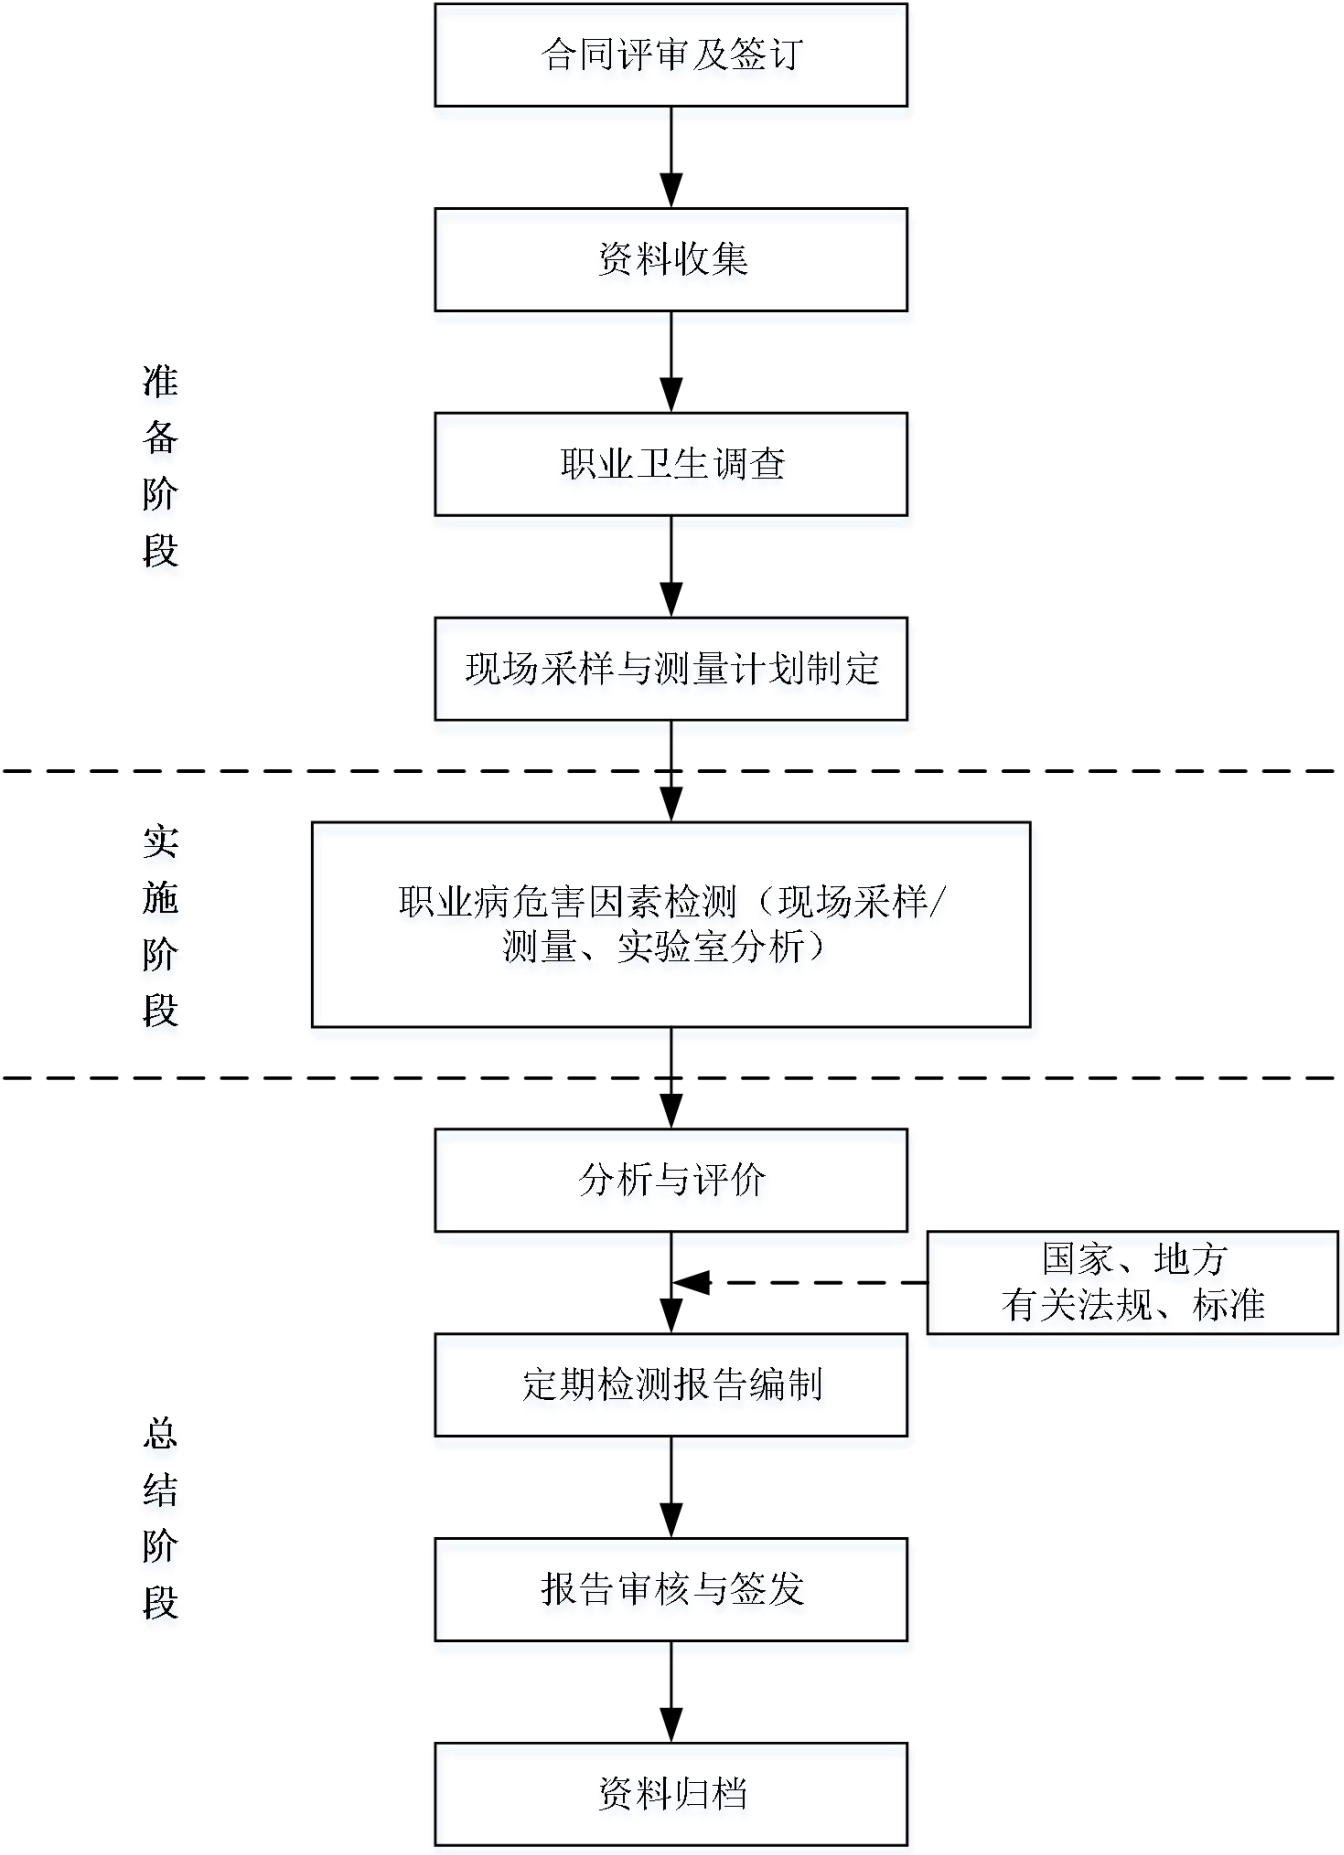 合同评审及签订
资料收集
准备阶段
职业卫生调查
现场采样与测量计划制定
实施阶段
职业病危害因素检测（现场采样/
测量、实验室分析）
分析与评价
国家、地方
有关法规、标准
定期检测报告编制
总结阶段
报告审核与签发
资料归档